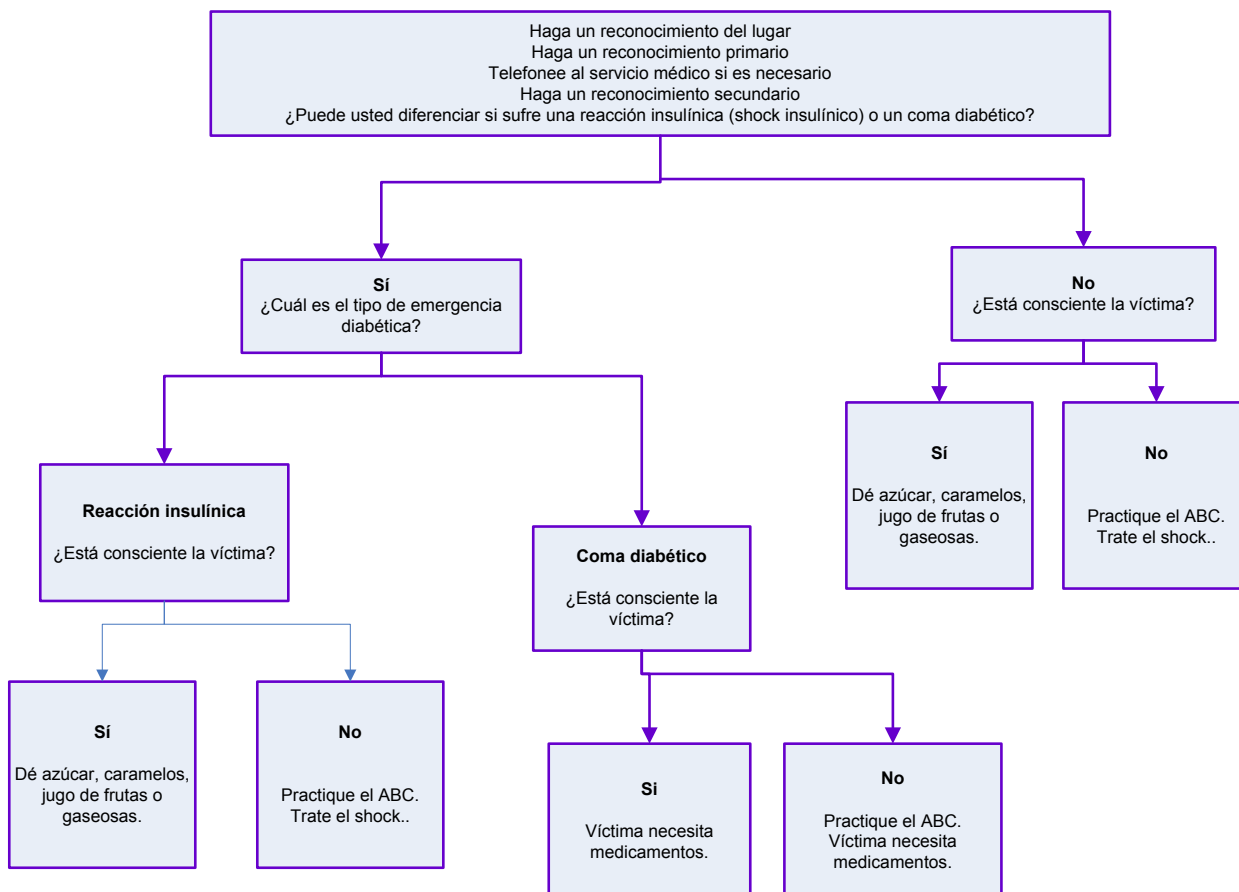 Haga un reconocimiento del lugar
Haga un reconocimiento primario
Telefonee al servicio médico si es necesario
Haga un reconocimiento secundario
¿Puede usted diferenciar si sufre una reacción insulínica (shock insulínico) o un coma diabético?
Sí
¿Cuál es el tipo de emergencia
diabética?
No
¿Está consciente la víctima?
Reacción insulínica
¿Está consciente la víctima?
Coma diabético
¿Está consciente la
víctima?
Sí
Dé azúcar, caramelos,
jugo de frutas o
gaseosas.
No
Practique el ABC.
Trate el shock..
Sí
Dé azúcar, caramelos,
jugo de frutas o
gaseosas.
No
Practique el ABC.
Trate el shock..
Si
Víctima necesita
medicamentos.
No
Practique el ABC.
Víctima necesita
medicamentos.